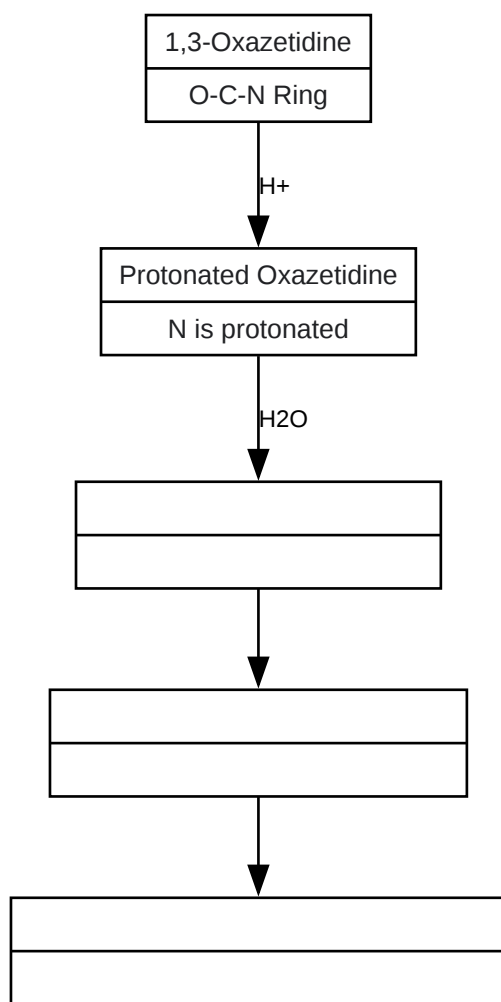 1,3-Oxazetidine
O-C-N Ring
H+
Protonated Oxazetidine
N is protonated
H2O